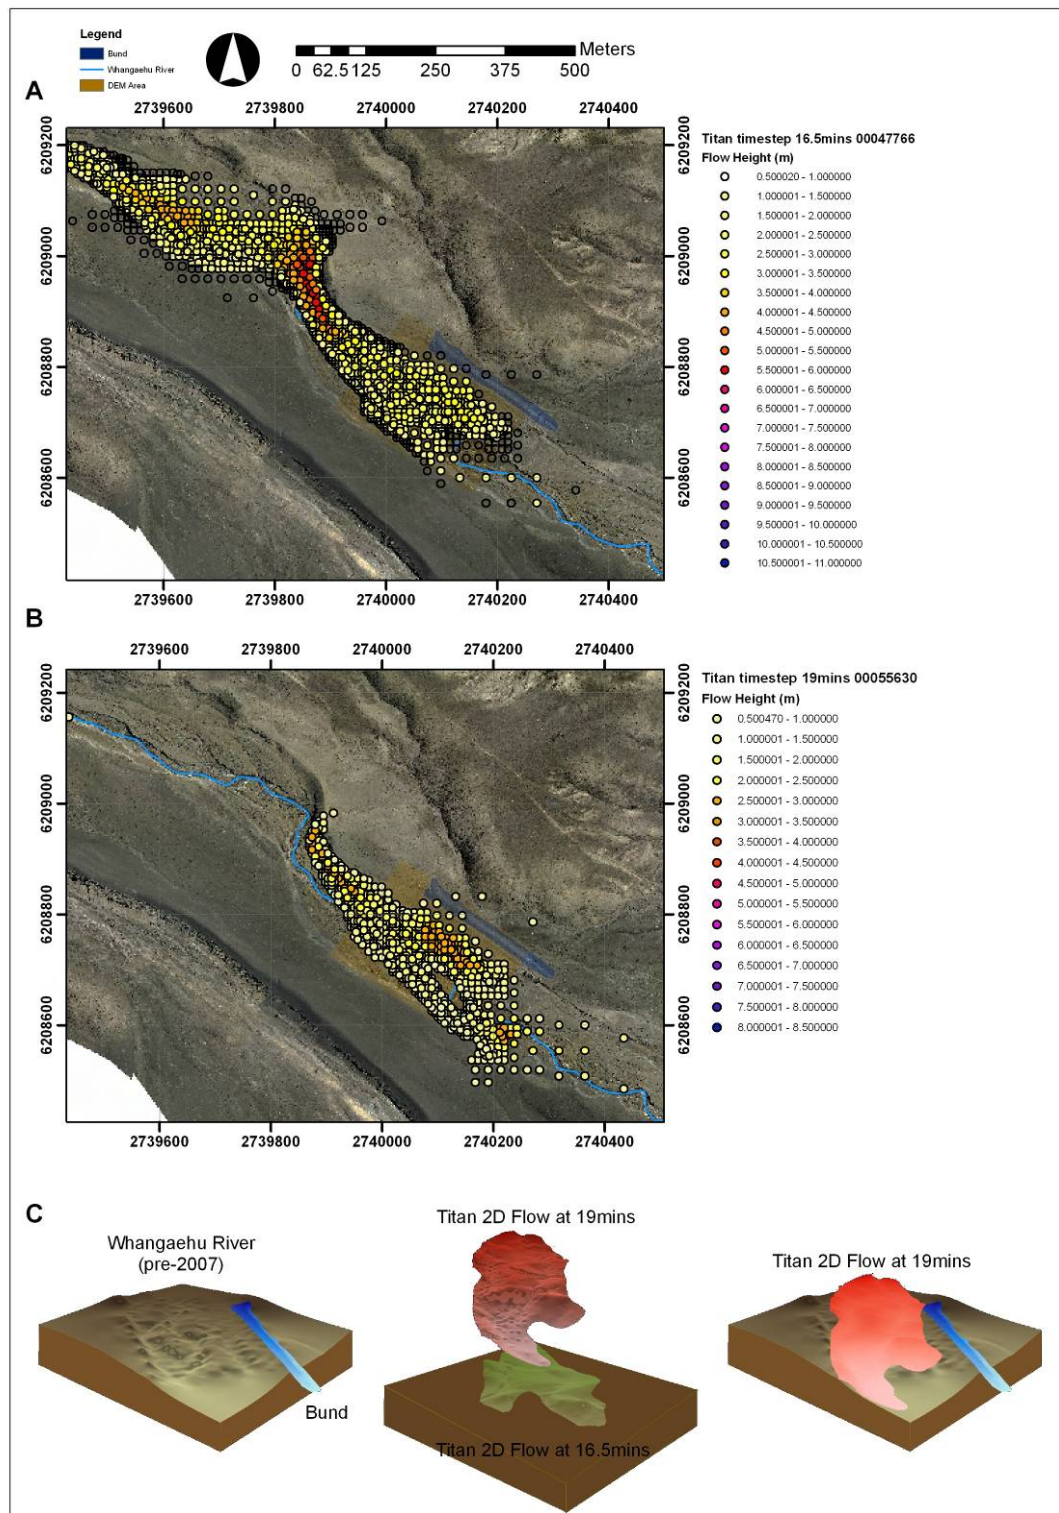 Legend
Bund
Whangaehu River
DEM Area
Meters
0 62.5 125 250 375 500
A
2739600 2739800 2740000 2740200 2740400
6209200
6209000
6208800
6208600
6209200
6209000
6208800
6208600
2739600 2739800 2740000 2740200 2740400
Titan timestep 16.5mins 00047766
Flow Height (m)
0.500020 - 1.000000
1.000001 - 1.500000
1.500001 - 2.000000
2.000001 - 2.500000
2.500001 - 3.000000
3.000001 - 3.500000
3.500001 - 4.000000
4.000001 - 4.500000
4.500001 - 5.000000
5.000001 - 5.500000
5.500001 - 6.000000
6.000001 - 6.500000
6.500001 - 7.000000
7.000001 - 7.500000
7.500001 - 8.000000
8.000001 - 8.500000
8.500001 - 9.000000
9.000001 - 9.500000
9.500001 - 10.000000
10.000001 - 10.500000
10.500001 - 11.000000
B
2739600 2739800 2740000 2740200 2740400
6209200
6209000
6208800
6208600
6209200
6209000
6208800
6208600
2739600 2739800 2740000 2740200 2740400
Titan timestep 19mins 00055630
Flow Height (m)
0.500470 - 1.000000
1.000001 - 1.500000
1.500001 - 2.000000
2.000001 - 2.500000
2.500001 - 3.000000
3.000001 - 3.500000
3.500001 - 4.000000
4.000001 - 4.500000
4.500001 - 5.000000
5.000001 - 5.500000
5.500001 - 6.000000
6.000001 - 6.500000
6.500001 - 7.000000
7.000001 - 7.500000
7.500001 - 8.000000
8.000001 - 8.500000
C
Whangaehu River
(pre-2007)
Bund
Titan 2D Flow at 19mins
Titan 2D Flow at 16.5mins
Titan 2D Flow at 19mins